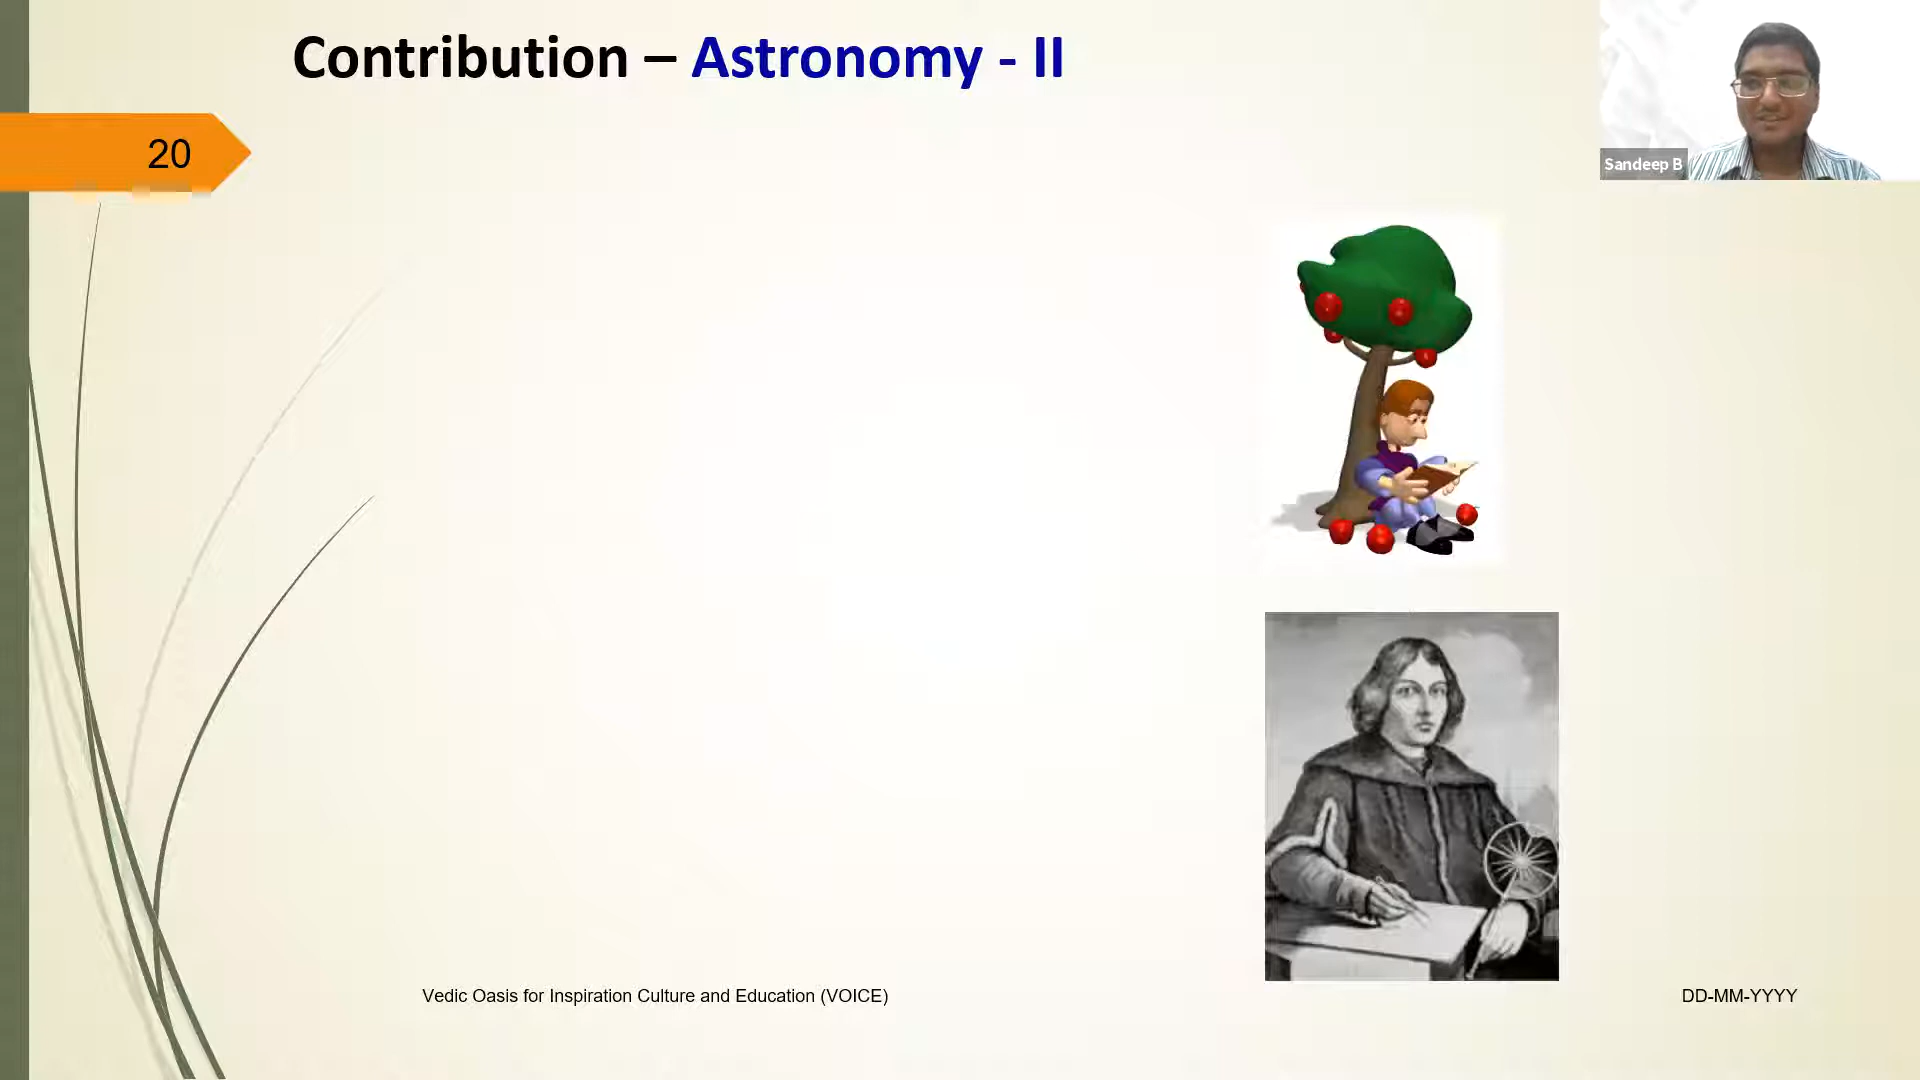 Contribution – Astronomy - II
20
Sandeep B
Vedic Oasis for Inspiration Culture and Education (VOICE)
DD-MM-YYYY